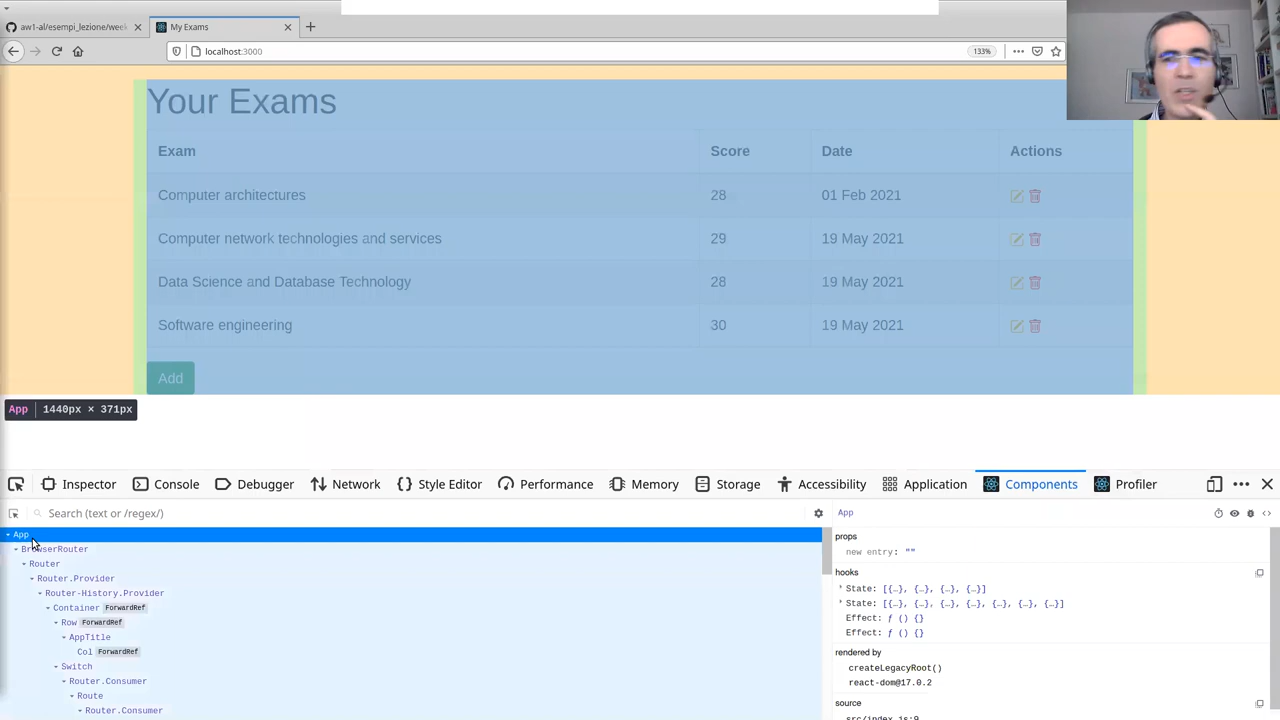 aw1-al/esempi_lezione/week
My Exams
localhost:3000
133%
Your Exams
Exam Score Date Actions
Computer architectures 28 01 Feb 2021
Computer network technologies and services 29 19 May 2021
Data Science and Database Technology 28 19 May 2021
Software engineering 30 19 May 2021
Add
App 1440px × 371px
Inspector Console Debugger Network Style Editor Performance Memory Storage Accessibility Application Components Profiler
Search (text or /regex/)
App
BrowserRouter
Router
Router.Provider
Router-History.Provider
Container ForwardRef
Row ForwardRef
AppTitle
Col ForwardRef
Switch
Router.Consumer
Route
Router.Consumer
App
props
new entry: ""
hooks
State: [{…}, {…}, {…}, {…}]
State: [{…}, {…}, {…}, {…}, {…}, {…}, {…}]
Effect: ƒ () {}
Effect: ƒ () {}
rendered by
createLegacyRoot()
react-dom@17.0.2
source
src/index.js:9